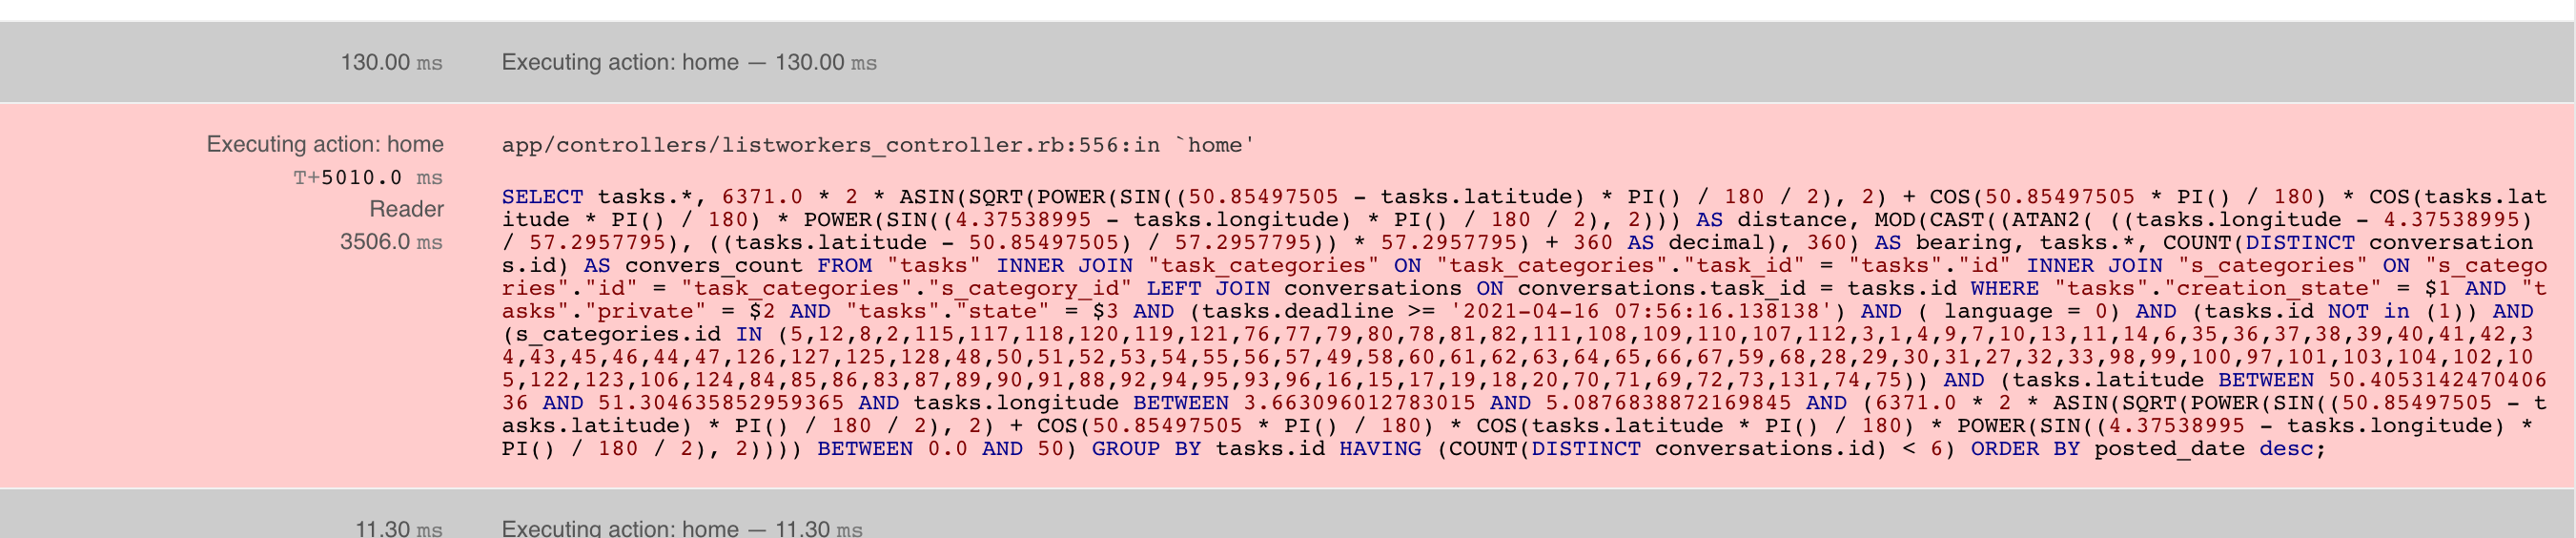 130.00 ms
Executing action: home — 130.00 ms
Executing action: home
T+5010.0 ms
Reader
3506.0 ms
app/controllers/listworkers_controller.rb:556:in `home'
SELECT tasks.*, 6371.0 * 2 * ASIN(SQRT(POWER(SIN((50.85497505 - tasks.latitude) * PI() / 180 / 2), 2) + COS(50.85497505 * PI() / 180) * COS(tasks.lat
itude * PI() / 180) * POWER(SIN((4.37538995 - tasks.longitude) * PI() / 180 / 2), 2))) AS distance, MOD(CAST((ATAN2( ((tasks.longitude - 4.37538995)
/ 57.2957795), ((tasks.latitude - 50.85497505) / 57.2957795)) * 57.2957795) + 360 AS decimal), 360) AS bearing, tasks.*, COUNT(DISTINCT conversation
s.id) AS convers_count FROM "tasks" INNER JOIN "task_categories" ON "task_categories"."task_id" = "tasks"."id" INNER JOIN "s_categories" ON "s_catego
ries"."id" = "task_categories"."s_category_id" LEFT JOIN conversations ON conversations.task_id = tasks.id WHERE "tasks"."creation_state" = $1 AND "t
asks"."private" = $2 AND "tasks"."state" = $3 AND (tasks.deadline >= '2021-04-16 07:56:16.138138') AND ( language = 0) AND (tasks.id NOT in (1)) AND
(s_categories.id IN (5,12,8,2,115,117,118,120,119,121,76,77,79,80,78,81,82,111,108,109,110,107,112,3,1,4,9,7,10,13,11,14,6,35,36,37,38,39,40,41,42,3
4,43,45,46,44,47,126,127,125,128,48,50,51,52,53,54,55,56,57,49,58,60,61,62,63,64,65,66,67,59,68,28,29,30,31,27,32,33,98,99,100,97,101,103,104,102,10
5,122,123,106,124,84,85,86,83,87,89,90,91,88,92,94,95,93,96,16,15,17,19,18,20,70,71,69,72,73,131,74,75)) AND (tasks.latitude BETWEEN 50.4053142470406
36 AND 51.304635852959365 AND tasks.longitude BETWEEN 3.663096012783015 AND 5.0876838872169845 AND (6371.0 * 2 * ASIN(SQRT(POWER(SIN((50.85497505 - t
asks.latitude) * PI() / 180 / 2), 2) + COS(50.85497505 * PI() / 180) * COS(tasks.latitude * PI() / 180) * POWER(SIN((4.37538995 - tasks.longitude) *
PI() / 180 / 2), 2)))) BETWEEN 0.0 AND 50) GROUP BY tasks.id HAVING (COUNT(DISTINCT conversations.id) < 6) ORDER BY posted_date desc;
11.30 ms
Executing action: home — 11.30 ms